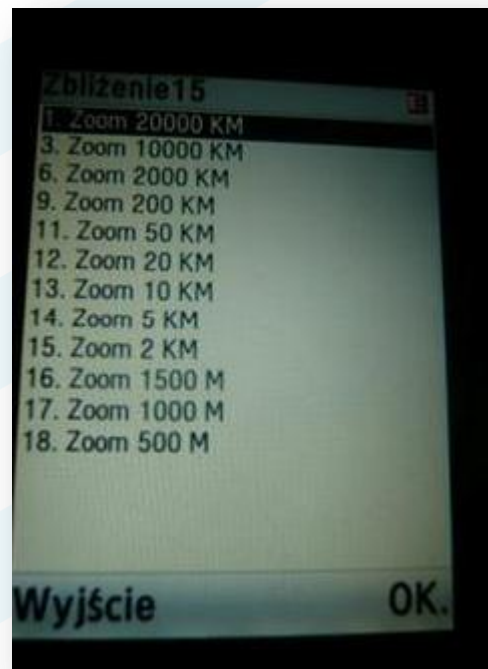 Zbliżenie15
1. Zoom 20000 KM
3. Zoom 10000 KM
6. Zoom 2000 KM
9. Zoom 200 KM
11. Zoom 50 KM
12. Zoom 20 KM
13. Zoom 10 KM
14. Zoom 5 KM
15. Zoom 2 KM
16. Zoom 1500 M
17. Zoom 1000 M
18. Zoom 500 M
Wyjście OK.